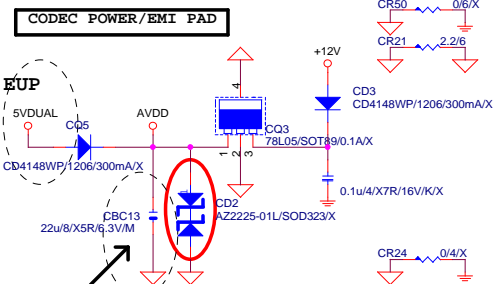 CODEC POWER/EMI PAD
CR50 0/6/X
CR21 2.2/6
+12V
EUP
5VDUAL
AVDD
4
CD3
CD4148WP/1206/300mA/X
CQ5
CD4148WP/1206/300mA/X
CQ3
78L05/SOT89/0.1A/X
1 2 3
0.1u/4/X7R/16V/K/X
CD2
AZ2225-01L/SOD323/X
CBC13
22u/8/X5R/6.3V/M
CR24 0/4/X